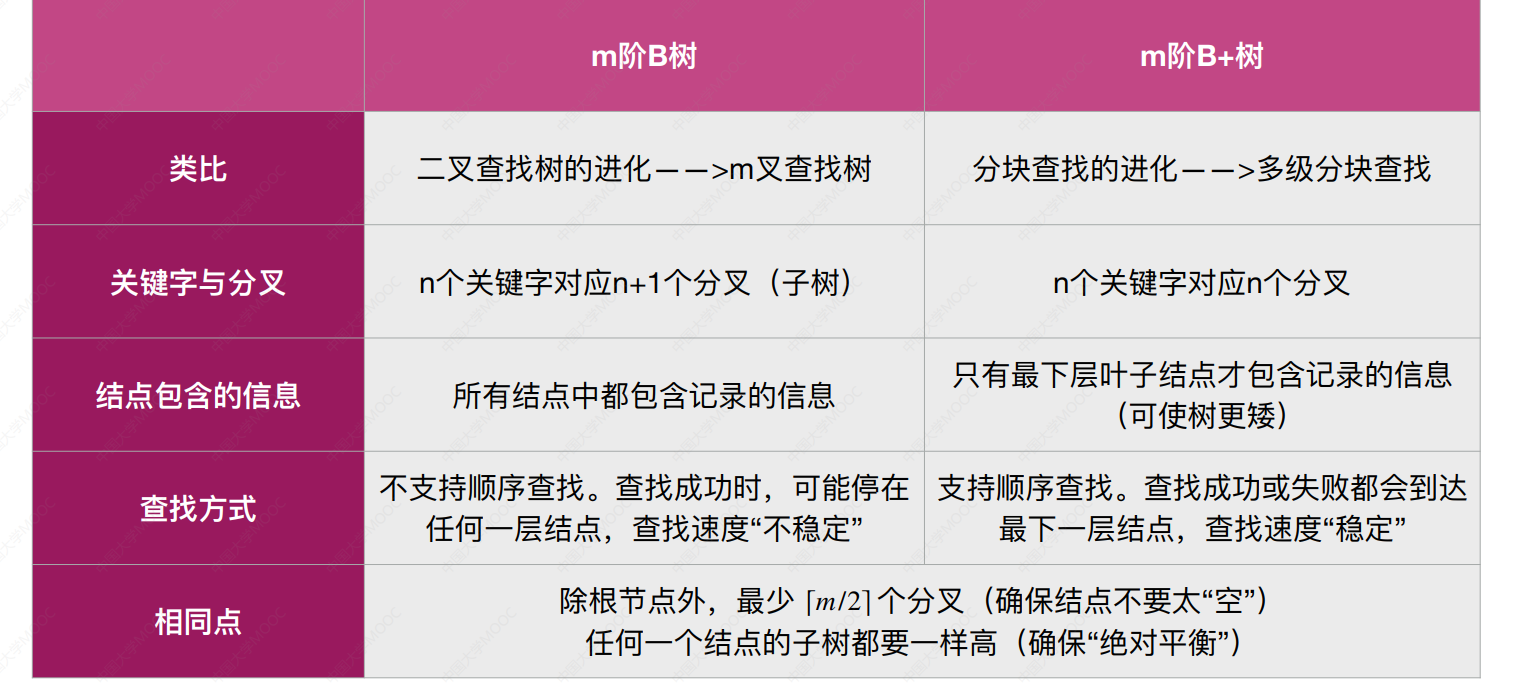 m阶B树
m阶B+树
类比
二叉查找树的进化——>m叉查找树
分块查找的进化——>多级分块查找
关键字与分叉
n个关键字对应n+1个分叉（子树）
n个关键字对应n个分叉
结点包含的信息
所有结点中都包含记录的信息
只有最下层叶子结点才包含记录的信息
（可使树更矮）
查找方式
不支持顺序查找。查找成功时，可能停在
任何一层结点，查找速度“不稳定”
支持顺序查找。查找成功或失败都会到达
最下一层结点，查找速度“稳定”
相同点
除根节点外，最少 ⌈m/2⌉ 个分叉（确保结点不要太“空”）
任何一个结点的子树都要一样高（确保“绝对平衡”）